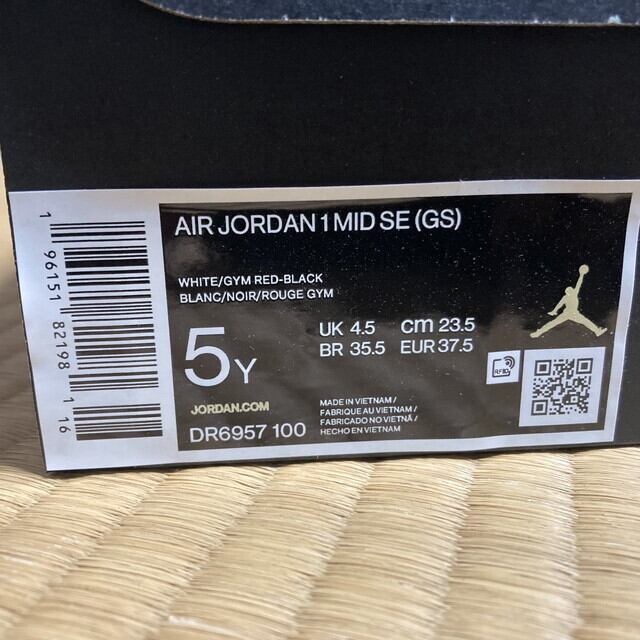 AIR JORDAN 1 MID SE (GS)
WHITE/GYM RED-BLACK
BLANC/NOIR/ROUGE GYM
5Y
UK 4.5 cm 23.5
BR 35.5 EUR 37.5
JORDAN.COM
DR6957 100
MADE IN VIETNAM/
FABRIQUE AU VIETNAM/
FABRICADO NO VIETNÃ/
HECHO EN VIETNAM
RFID
1 96151 82198 116